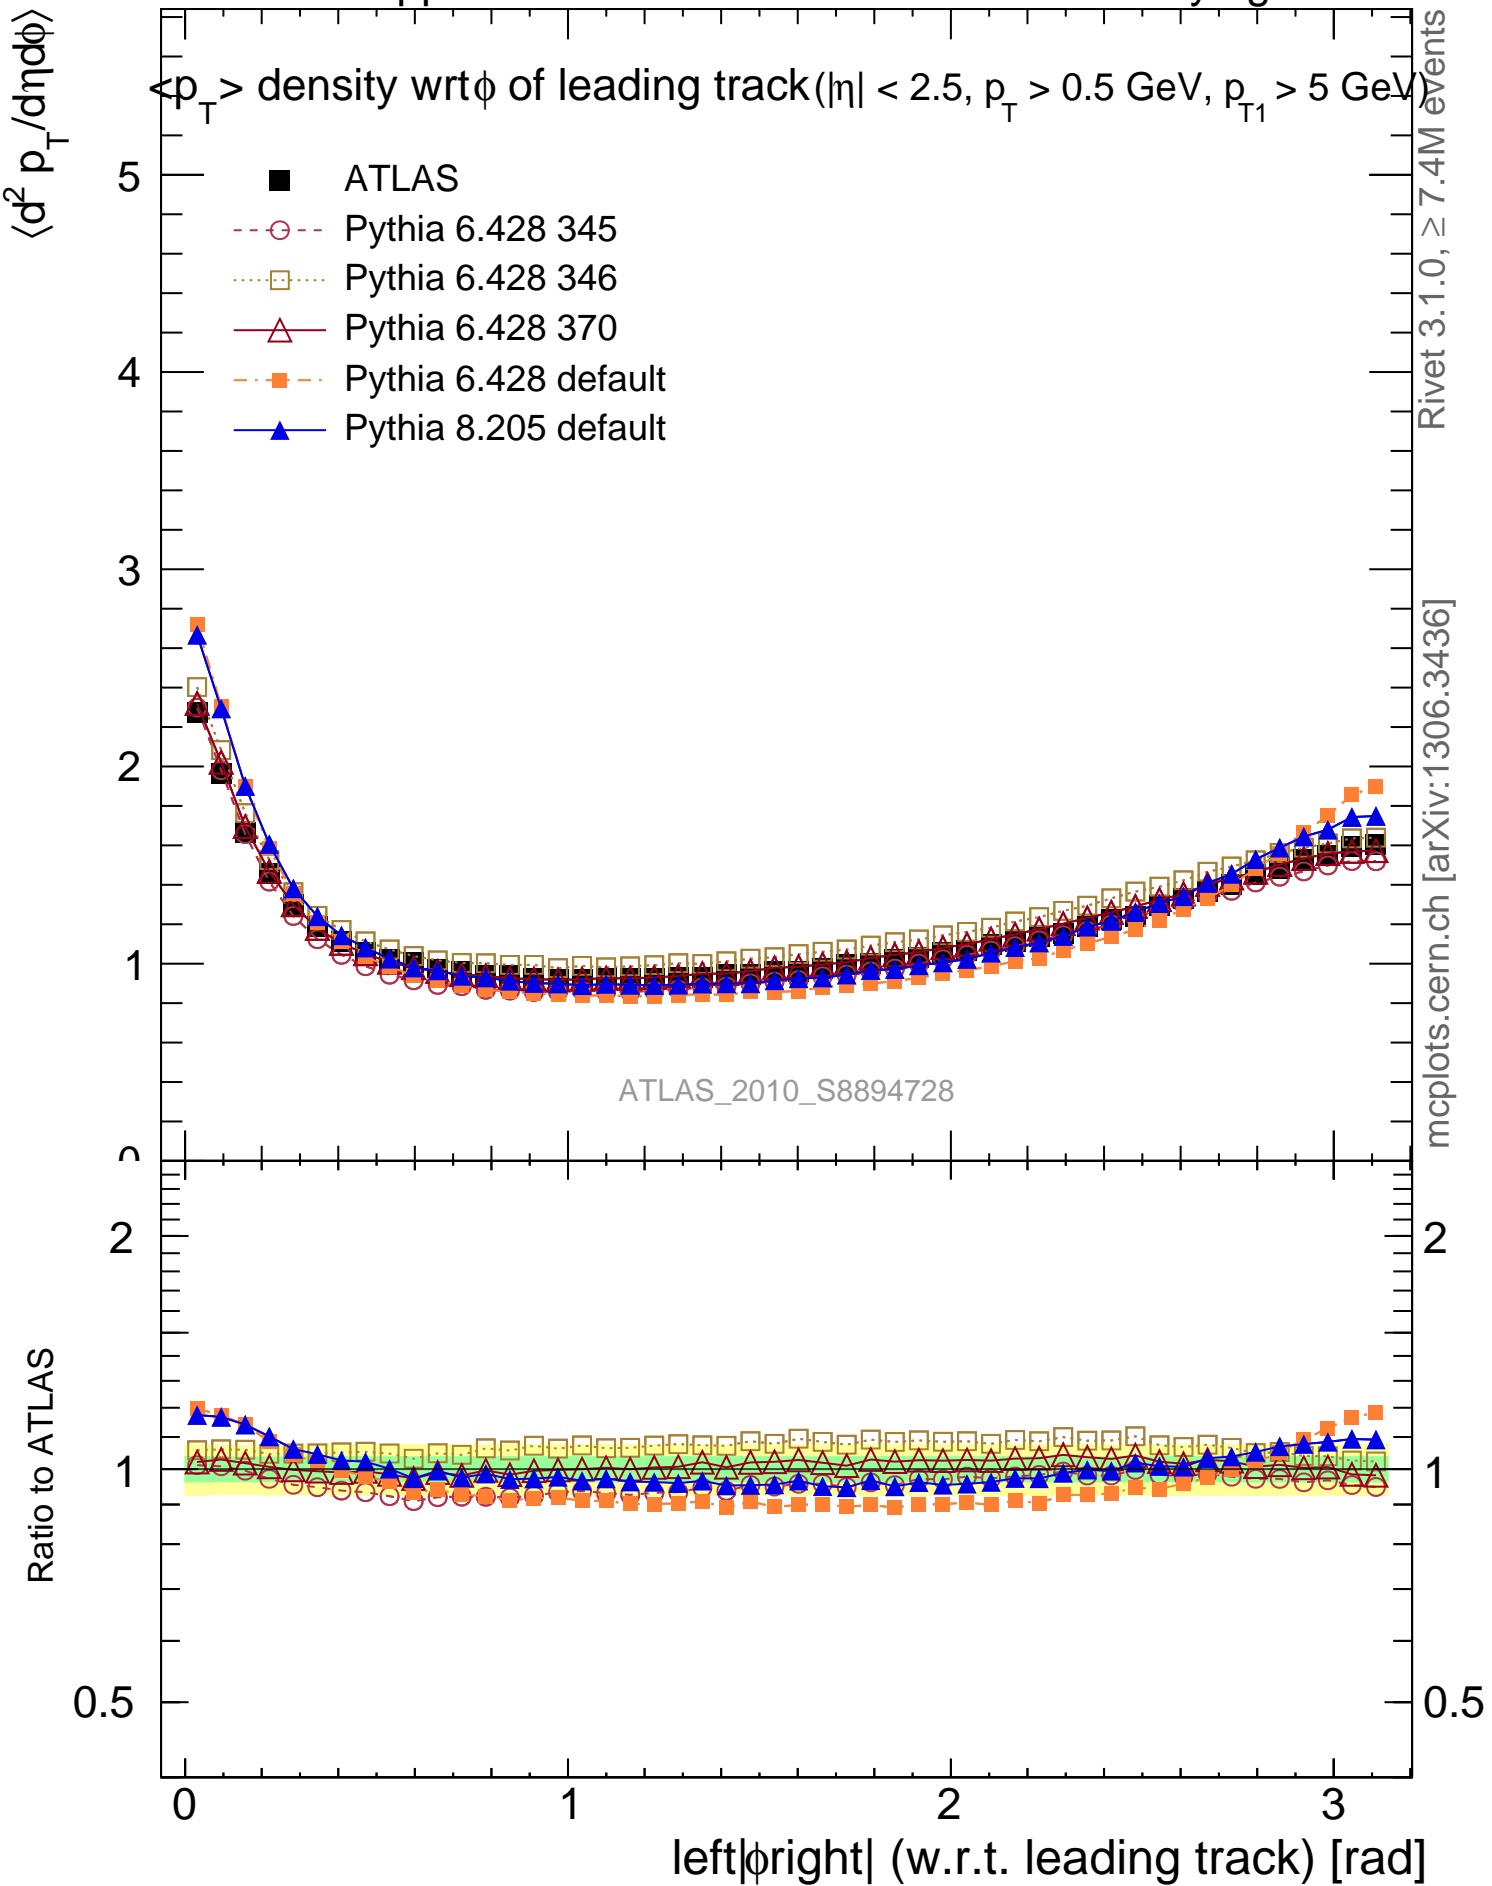 <p_T> density wrt ϕ of leading track (|η| < 2.5, p_T > 0.5 GeV, p_T1 > 5 GeV)
⟨d² p_T/dηdϕ⟩
ATLAS
Pythia 6.428 345
Pythia 6.428 346
Pythia 6.428 370
Pythia 6.428 default
Pythia 8.205 default
5
4
3
2
1
0
ATLAS_2010_S8894728
Rivet 3.1.0, ≥ 7.4M events
mcplots.cern.ch [arXiv:1306.3436]
Ratio to ATLAS
2
1
0.5
2
1
0.5
0
1
2
3
left|ϕright| (w.r.t. leading track) [rad]